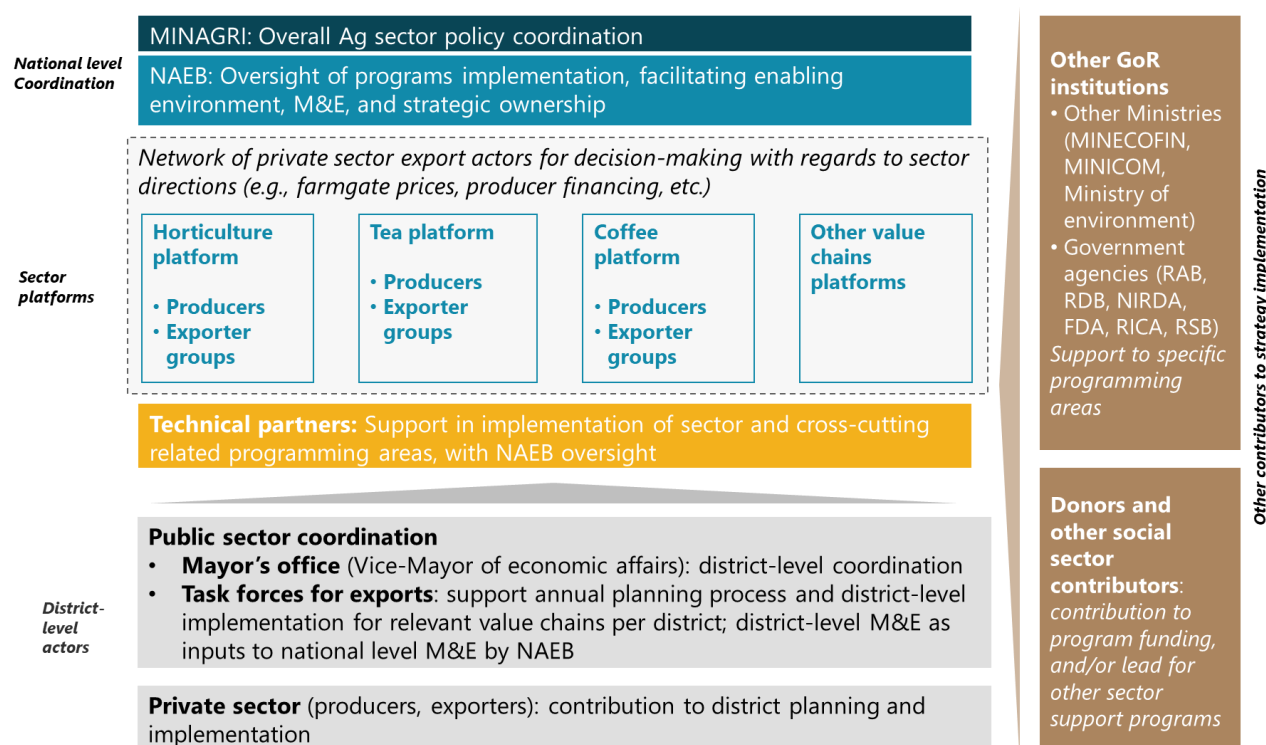 National level
Coordination
MINAGRI: Overall Ag sector policy coordination
NAEB: Oversight of programs implementation, facilitating enabling
environment, M&E, and strategic ownership
Sector
platforms
Network of private sector export actors for decision-making with regards to sector
directions (e.g., farmgate prices, producer financing, etc.)
Horticulture
platform
• Producers
• Exporter
groups
Tea platform
• Producers
• Exporter
groups
Coffee
platform
• Producers
• Exporter
groups
Other value
chains
platforms
Technical partners: Support in implementation of sector and cross-cutting
related programming areas, with NAEB oversight
District-
level
actors
Public sector coordination
• Mayor's office (Vice-Mayor of economic affairs): district-level coordination
• Task forces for exports: support annual planning process and district-level
implementation for relevant value chains per district; district-level M&E as
inputs to national level M&E by NAEB
Private sector (producers, exporters): contribution to district planning and
implementation
Other GoR
institutions
• Other Ministries
(MINECOFIN,
MINICOM,
Ministry of
environment)
• Government
agencies (RAB,
RDB, NIRDA,
FDA, RICA, RSB)
Support to specific
programming
areas
Donors and
other social
sector
contributors:
contribution to
program funding,
and/or lead for
other sector
support programs
Other contributors to strategy implementation